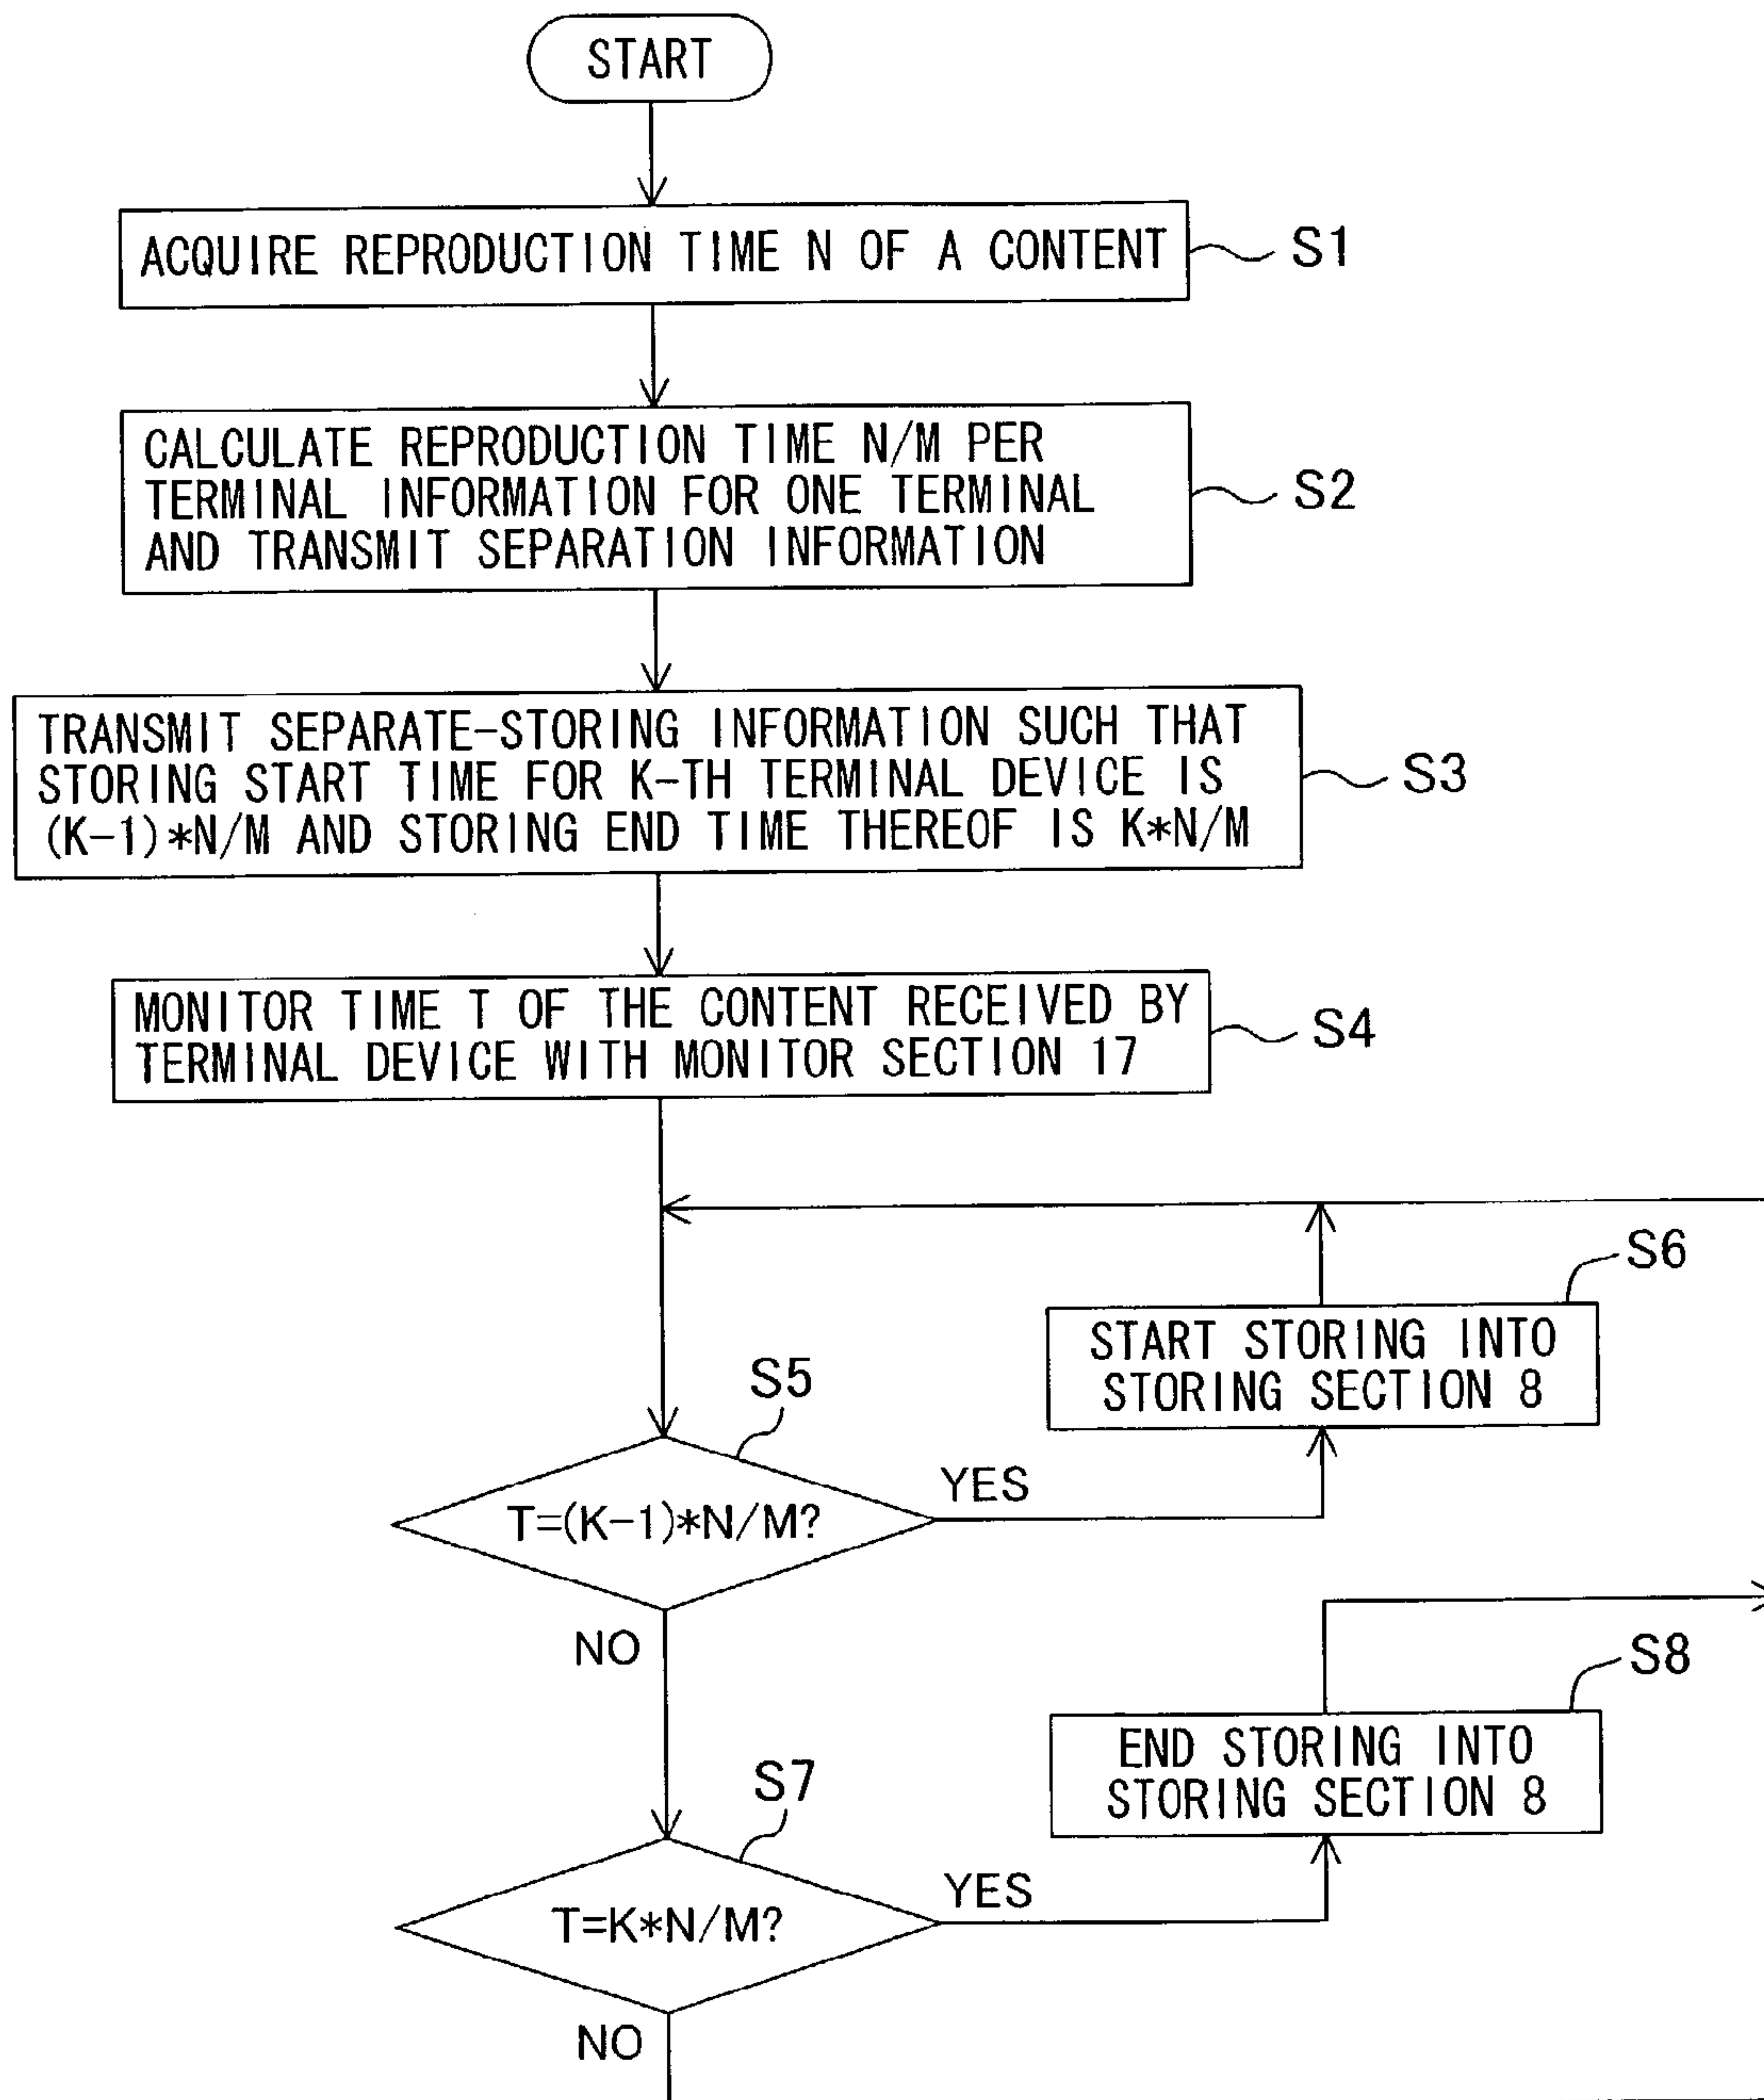 START
ACQUIRE REPRODUCTION TIME N OF A CONTENT
S1
CALCULATE REPRODUCTION TIME N/M PER
TERMINAL INFORMATION FOR ONE TERMINAL
AND TRANSMIT SEPARATION INFORMATION
S2
TRANSMIT SEPARATE-STORING INFORMATION SUCH THAT
STORING START TIME FOR K-TH TERMINAL DEVICE IS
(K-1)*N/M AND STORING END TIME THEREOF IS K*N/M
S3
MONITOR TIME T OF THE CONTENT RECEIVED BY
TERMINAL DEVICE WITH MONITOR SECTION 17
S4
S6
START STORING INTO
STORING SECTION 8
S5
YES
T=(K-1)*N/M?
NO
S8
END STORING INTO
STORING SECTION 8
S7
YES
T=K*N/M?
NO